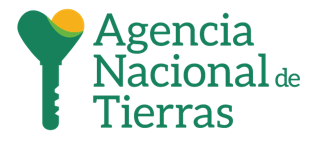 Agencia
Nacional de
Tierras